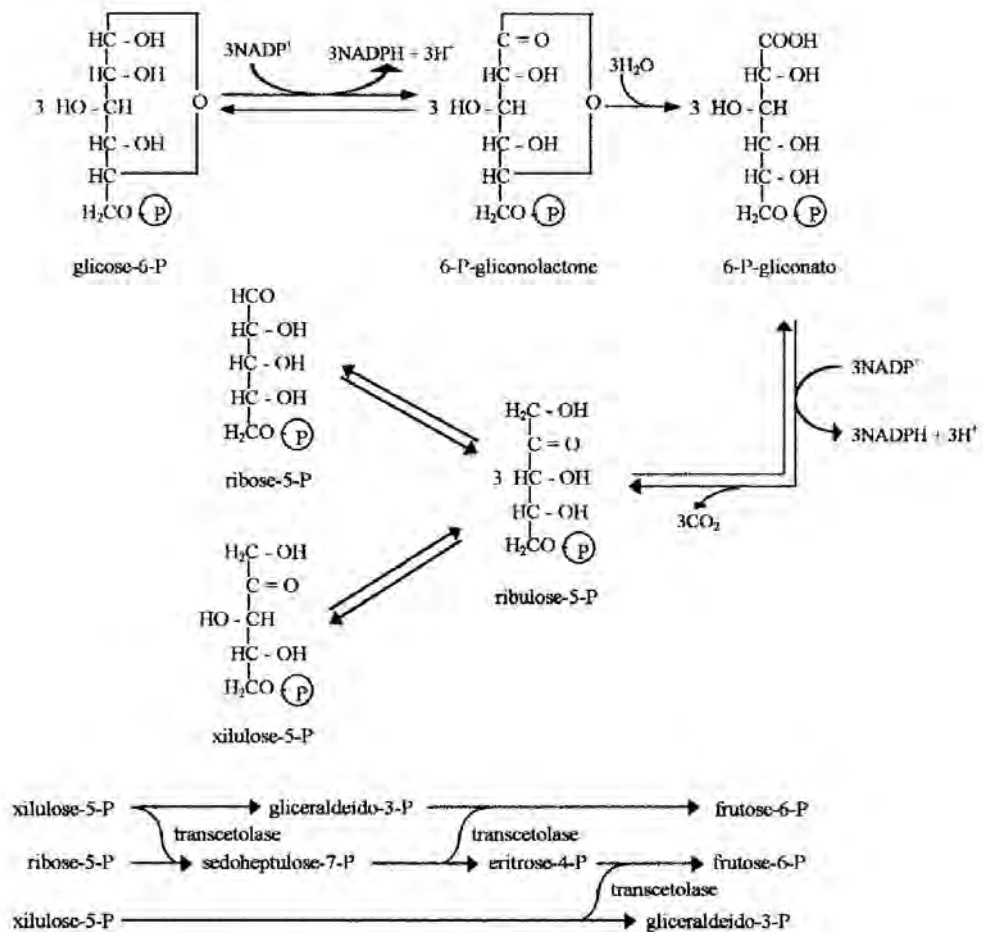 HC - OH
HC - OH
3 HO - CH
HC - OH
HC
H₂CO - P
O
glicose-6-P
3NADP⁺
3NADPH + 3H⁺
C = O
HC - OH
3 HO - CH
HC - OH
HC
H₂CO - P
O
6-P-gliconolactone
3H₂O
COOH
HC - OH
3 HO - CH
HC - OH
HC - OH
H₂CO - P
6-P-gliconato
3NADP⁺
3NADPH + 3H⁺
3CO₂
HCO
HC - OH
HC - OH
HC - OH
H₂CO - P
ribose-5-P
H₂C - OH
C = O
3 HC - OH
HC - OH
H₂CO - P
ribulose-5-P
H₂C - OH
C = O
HO - CH
HC - OH
H₂CO - P
xilulose-5-P
xilulose-5-P gliceraldeído-3-P frutose-6-P
transcetolase transcetolase
ribose-5-P sedoheptulose-7-P eritrose-4-P frutose-6-P
transcetolase
xilulose-5-P gliceraldeído-3-P